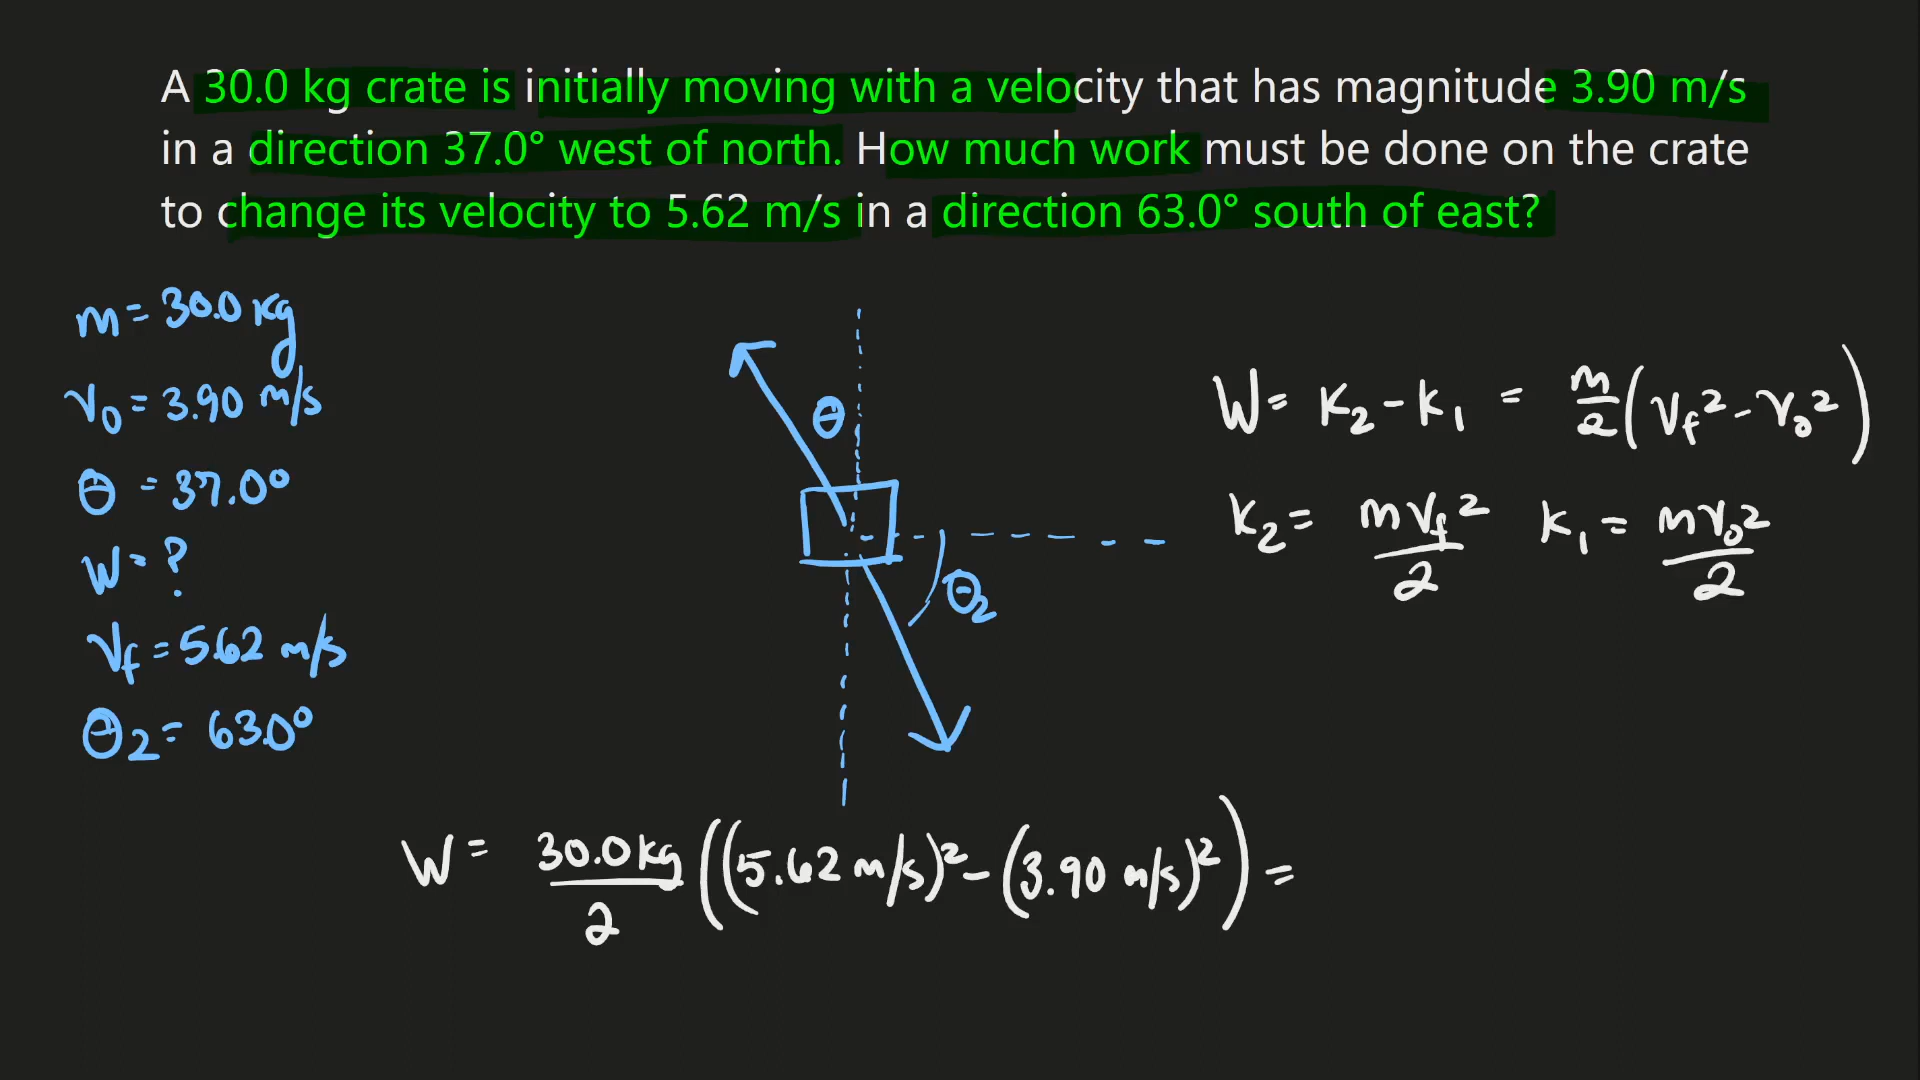 A 30.0 kg crate is initially moving with a velocity that has magnitude 3.90 m/s
in a direction 37.0° west of north. How much work must be done on the crate
to change its velocity to 5.62 m/s in a direction 63.0° south of east?
m = 30.0 kg
v₀ = 3.90 m/s
θ = 37.0°
W = ?
v_f = 5.62 m/s
θ₂ = 63.0°
θ
θ₂
W = K₂ - K₁ = m/2 (v_f² - v₀²)
K₂ = mv_f²/2 K₁ = mv₀²/2
W = 30.0 kg/2 ((5.62 m/s)² - (3.90 m/s)²) =